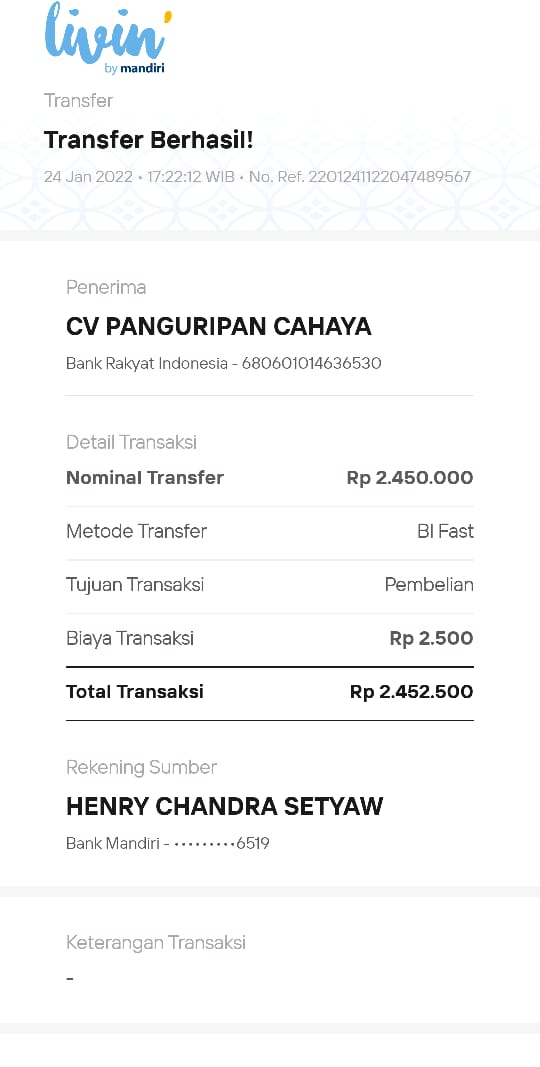 livin'
by mandiri
Transfer
Transfer Berhasil!
24 Jan 2022 • 17:22:12 WIB • No. Ref. 2201241122047489567
Penerima
CV PANGURIPAN CAHAYA
Bank Rakyat Indonesia - 680601014636530
Detail Transaksi
Nominal Transfer Rp 2.450.000
Metode Transfer BI Fast
Tujuan Transaksi Pembelian
Biaya Transaksi Rp 2.500
Total Transaksi Rp 2.452.500
Rekening Sumber
HENRY CHANDRA SETYAW
Bank Mandiri - •••••••••6519
Keterangan Transaksi
-